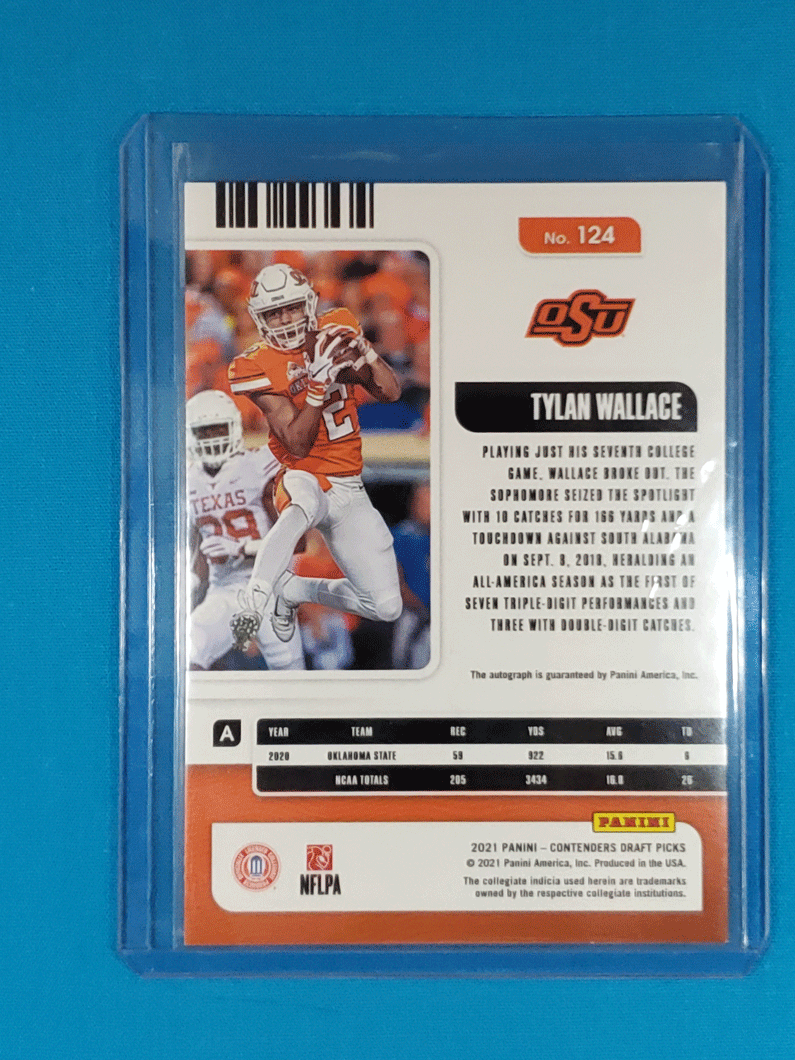 No. 124
OSU
TYLAN WALLACE
PLAYING JUST HIS SEVENTH COLLEGE
GAME, WALLACE BROKE OUT. THE
SOPHOMORE SEIZED THE SPOTLIGHT
WITH 10 CATCHES FOR 166 YARDS AND A
TOUCHDOWN AGAINST SOUTH ALABAMA
ON SEPT. 8, 2018, HERALDING AN
ALL-AMERICA SEASON AS THE FIRST OF
SEVEN TRIPLE-DIGIT PERFORMANCES AND
THREE WITH DOUBLE-DIGIT CATCHES.
TEXAS
2
The autograph is guaranteed by Panini America, Inc.
A YEAR TEAM REC YDS AVG TD
2020 OKLAHOMA STATE 59 922 15.6 6
NCAA TOTALS 205 3434 16.8 26
PANINI
2021 PANINI – CONTENDERS DRAFT PICKS
© 2021 Panini America, Inc. Produced in the USA.
The collegiate indicia used herein are trademarks
owned by the respective collegiate institutions.
NFLPA